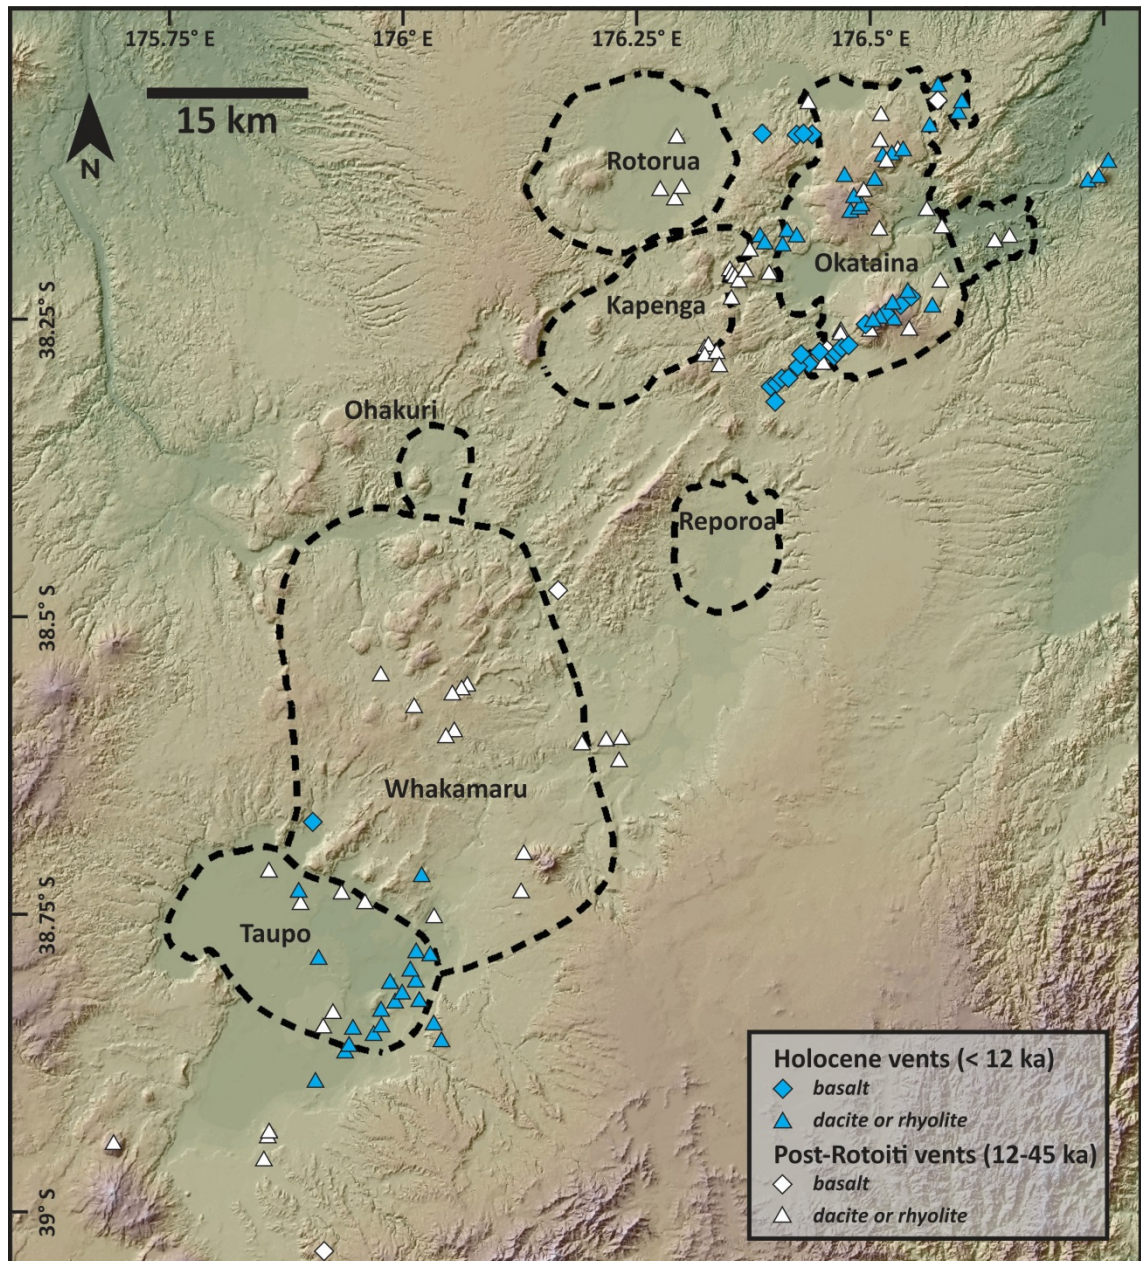 175.75° E
176° E
176.25° E
176.5° E
15 km
N
Rotorua
Okataina
Kapenga
38.25° S
Ohakuri
Reporoa
38.5° S
Whakamaru
38.75° S
Taupo
39° S
Holocene vents (< 12 ka)
basalt
dacite or rhyolite
Post-Rotoiti vents (12-45 ka)
basalt
dacite or rhyolite